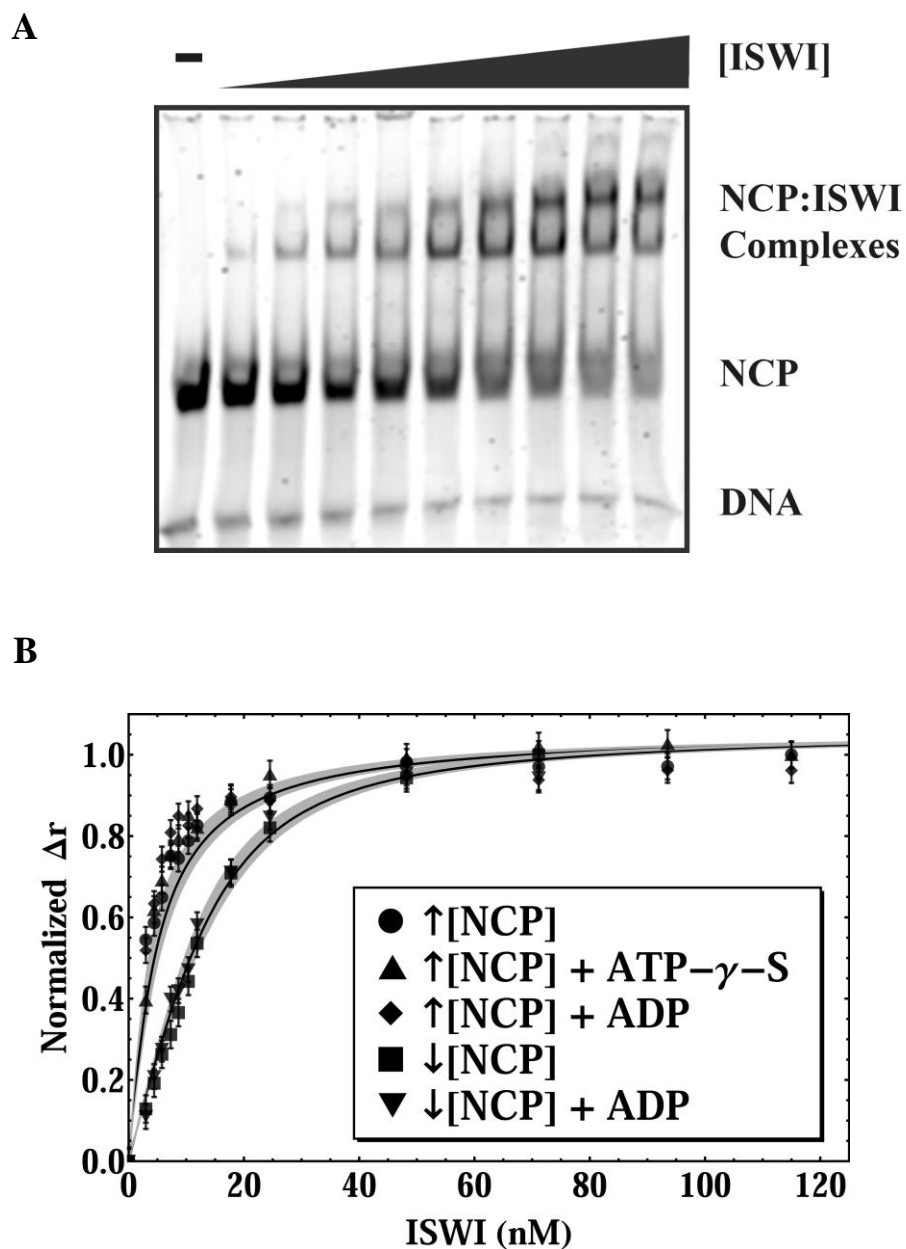 A
[ISWI]
NCP:ISWI
Complexes
NCP
DNA
B
Normalized Δr
1.0
0.8
0.6
0.4
0.2
0.0
0 20 40 60 80 100 120
ISWI (nM)
↑[NCP]
↑[NCP] + ATP-γ-S
↑[NCP] + ADP
↓[NCP]
↓[NCP] + ADP